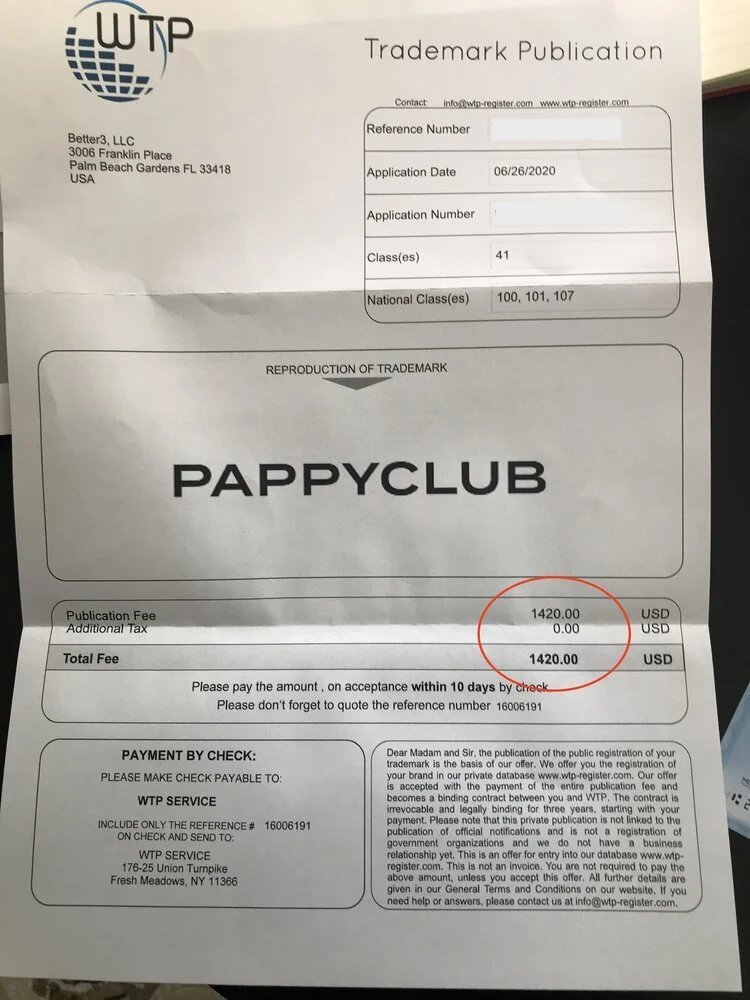 WTP
Trademark Publication
Contact: info@wtp-register.com www.wtp-register.com
Better3, LLC
3006 Franklin Place
Palm Beach Gardens FL 33418
USA
Reference Number
Application Date 06/26/2020
Application Number
Class(es) 41
National Class(es) 100, 101, 107
REPRODUCTION OF TRADEMARK
PAPPYCLUB
Publication Fee 1420.00 USD
Additional Tax 0.00 USD
Total Fee 1420.00 USD
Please pay the amount , on acceptance within 10 days by check
Please don't forget to quote the reference number 16006191
PAYMENT BY CHECK:
PLEASE MAKE CHECK PAYABLE TO:
WTP SERVICE
INCLUDE ONLY THE REFERENCE # 16006191
ON CHECK AND SEND TO:
WTP SERVICE
176-25 Union Turnpike
Fresh Meadows, NY 11366
Dear Madam and Sir, the publication of the public registration of your
trademark is the basis of our offer. We offer you the registration of
your brand in our private database www.wtp-register.com. Our offer
is accepted with the payment of the entire publication fee and
becomes a binding contract between you and WTP. The contract is
irrevocable and legally binding for three years, starting with your
payment. Please note that this private publication is not linked to the
publication of official notifications and is not a registration of
government organizations and we do not have a business
relationship yet. This is an offer for entry into our database www.wtp-
register.com. This is not an invoice. You are not required to pay the
above amount, unless you accept this offer. All further details are
given in our General Terms and Conditions on our website. If you
need help or answers, please contact us at info@wtp-register.com.